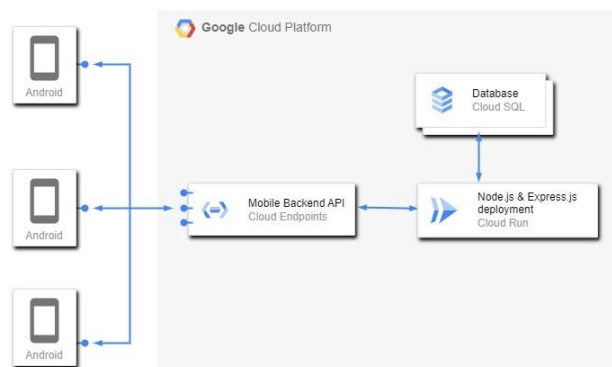 Google Cloud Platform
Android
Database
Cloud SQL
Android
Mobile Backend API
Cloud Endpoints
Node.js & Express.js
deployment
Cloud Run
Android